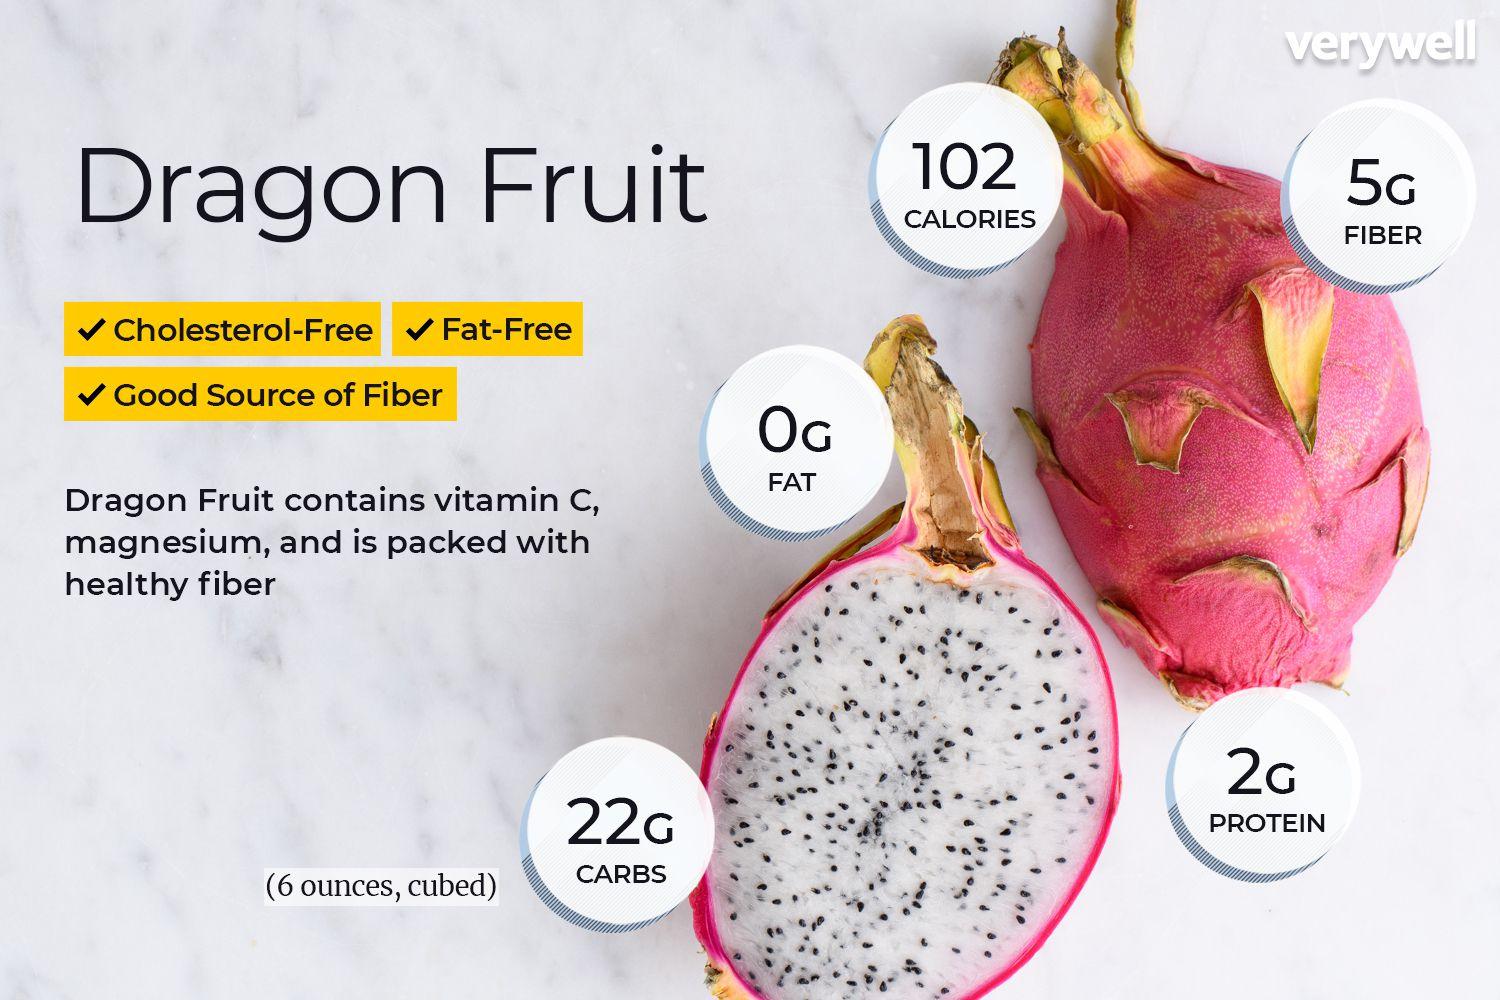 verywell
Dragon Fruit
Cholesterol-Free
Fat-Free
Good Source of Fiber
Dragon Fruit contains vitamin C,
magnesium, and is packed with
healthy fiber
102
CALORIES
5G
FIBER
0G
FAT
22G
CARBS
2G
PROTEIN
(6 ounces, cubed)